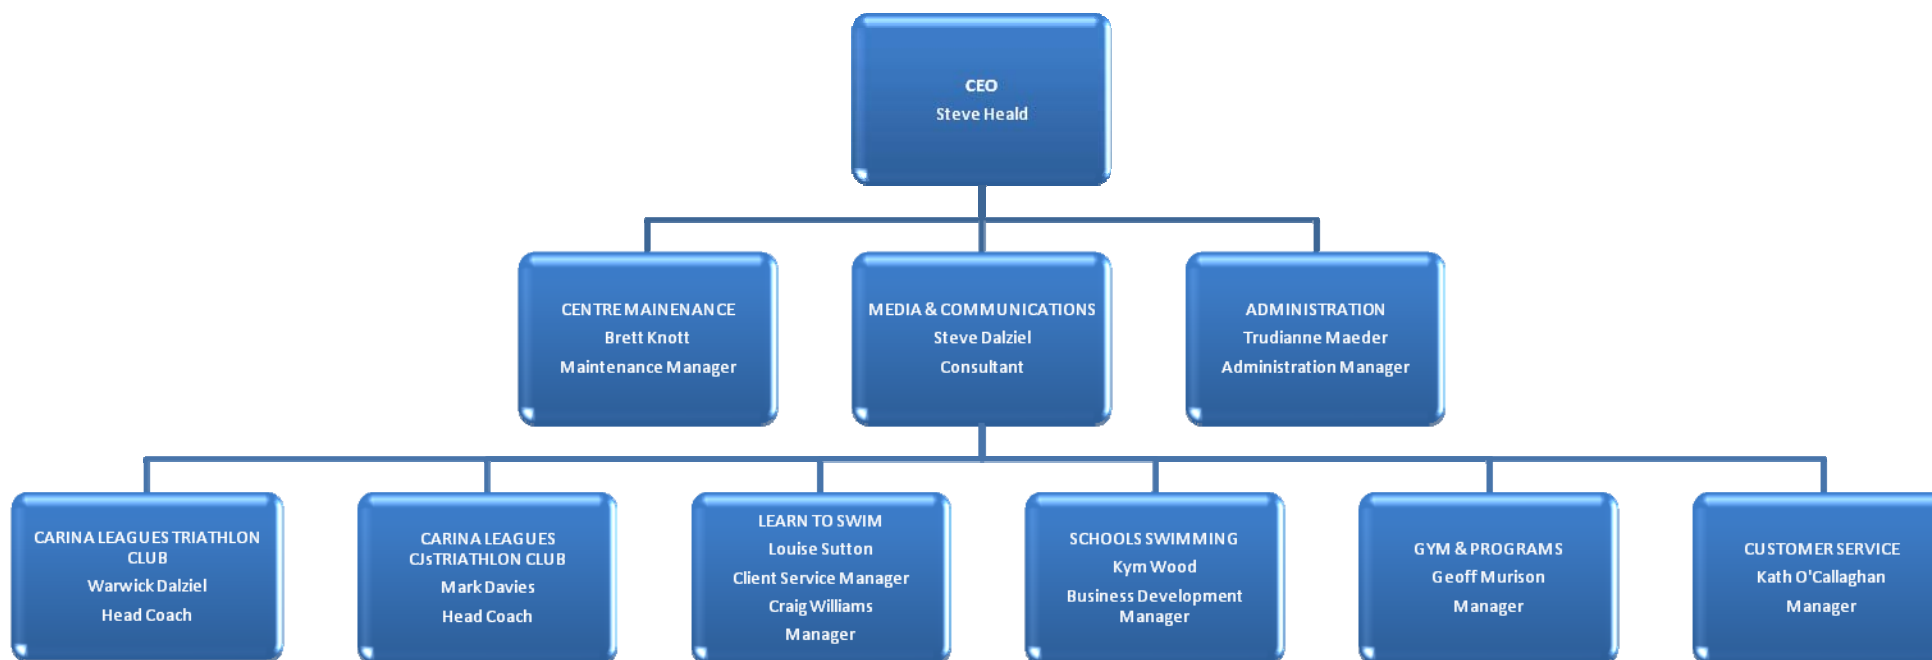 CEO
Steve Heald
CENTRE MAINENANCE
Brett Knott
Maintenance Manager
MEDIA & COMMUNICATIONS
Steve Dalziel
Consultant
ADMINISTRATION
Trudianne Maeder
Administration Manager
CARINA LEAGUES TRIATHLON
CLUB
Warwick Dalziel
Head Coach
CARINA LEAGUES
CJsTRIATHLON CLUB
Mark Davies
Head Coach
LEARN TO SWIM
Louise Sutton
Client Service Manager
Craig Williams
Manager
SCHOOLS SWIMMING
Kym Wood
Business Development
Manager
GYM & PROGRAMS
Geoff Murison
Manager
CUSTOMER SERVICE
Kath O'Callaghan
Manager